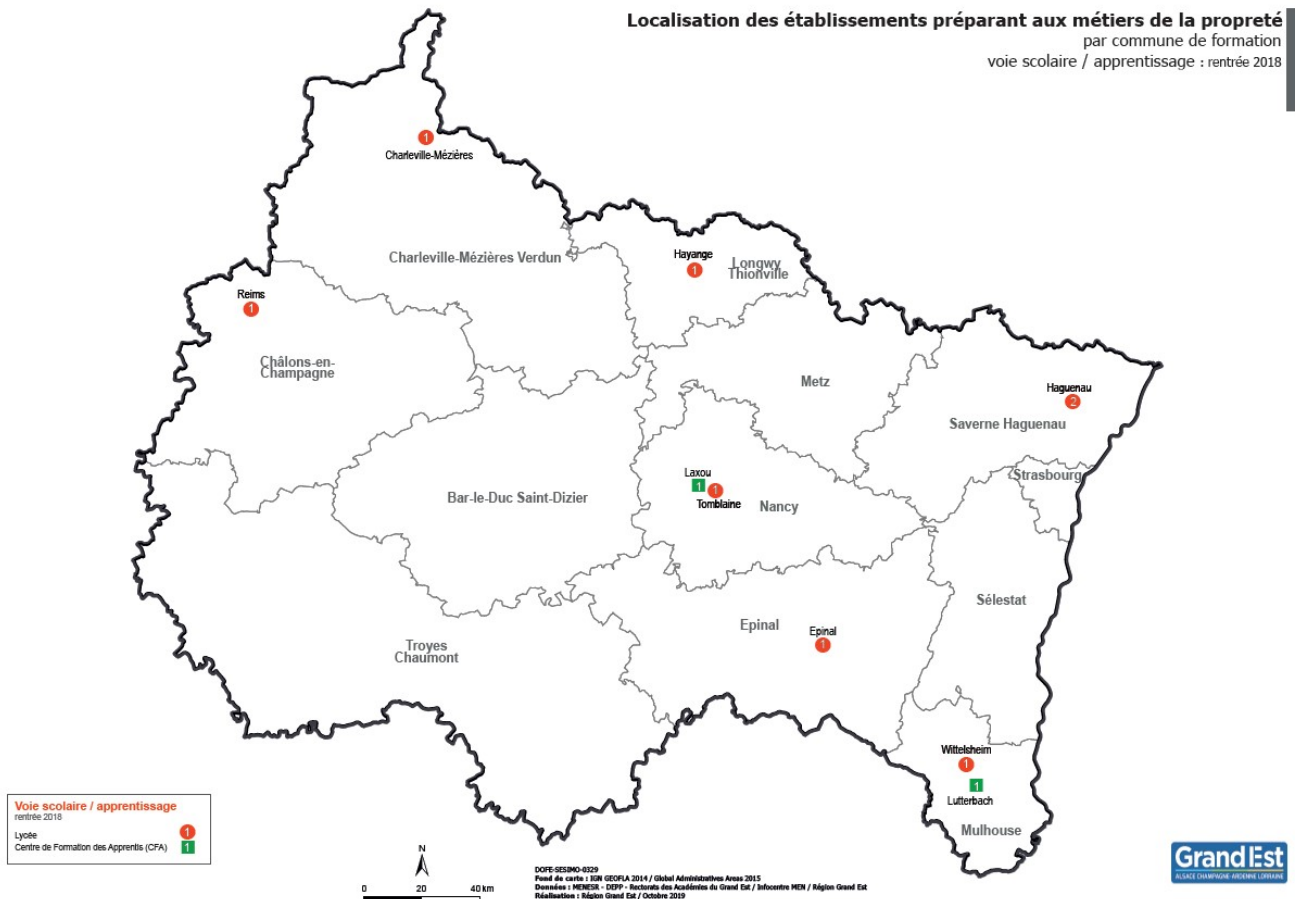 Localisation des établissements préparant aux métiers de la propreté
par commune de formation
voie scolaire / apprentissage : rentrée 2018
1
Charleville-Mézières
Charleville-Mézières Verdun
Hayange
1
Longwy
Thionville
Reims
1
Châlons-en-
Champagne
Metz
Haguenau
2
Saverne Haguenau
Strasbourg
Laxou
1
1
Tomblaine
Nancy
Bar-le-Duc Saint-Dizier
Sélestat
Epinal
Epinal
1
Troyes
Chaumont
Wittelsheim
1
1
Lutterbach
Mulhouse
Voie scolaire / apprentissage
rentrée 2018
Lycée 1
Centre de Formation des Apprentis (CFA) 1
N
0 20 40 km
DOFE-SESIMO-0329
Fond de carte : IGN GEOFLA 2014 / Global Administratives Areas 2015
Données : MENESR - DEPP - Rectorats des Académies du Grand Est / Infocentre MEN / Région Grand Est
Réalisation : Région Grand Est / Octobre 2019
Grand Est
ALSACE CHAMPAGNE-ARDENNE LORRAINE